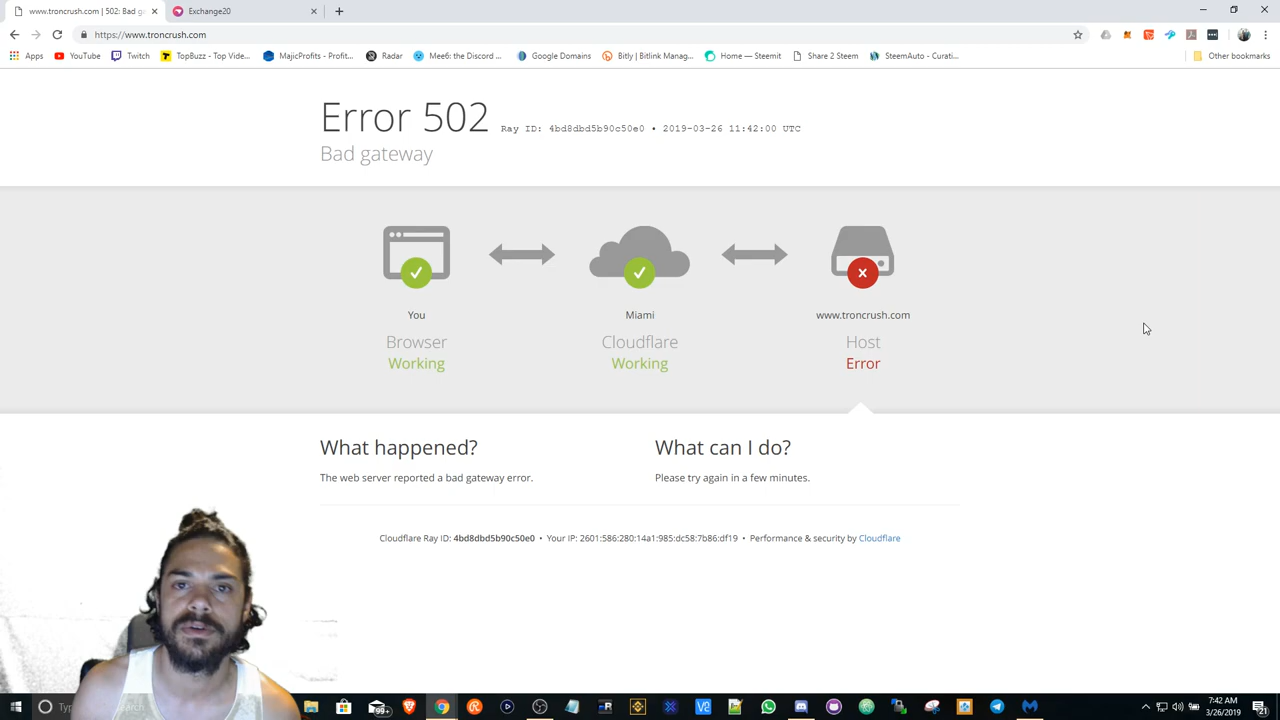 www.troncrush.com | 502: Bad g
Exchange20
https://www.troncrush.com
Apps YouTube Twitch TopBuzz - Top Vide... MajicProfits - Profit... Radar Mee6: the Discord ... Google Domains Bitly | Bitlink Manag... Home — Steemit Share 2 Steem SteemAuto - Curati... Other bookmarks
Error 502 Ray ID: 4bd8dbd5b90c50e0 • 2019-03-26 11:42:00 UTC
Bad gateway
You Miami www.troncrush.com
Browser Cloudflare Host
Working Working Error
What happened? What can I do?
The web server reported a bad gateway error. Please try again in a few minutes.
Cloudflare Ray ID: 4bd8dbd5b90c50e0 • Your IP: 2601:586:280:14a1:985:dc58:7b86:df19 • Performance & security by Cloudflare
99+
7:42 AM
3/26/2019
21